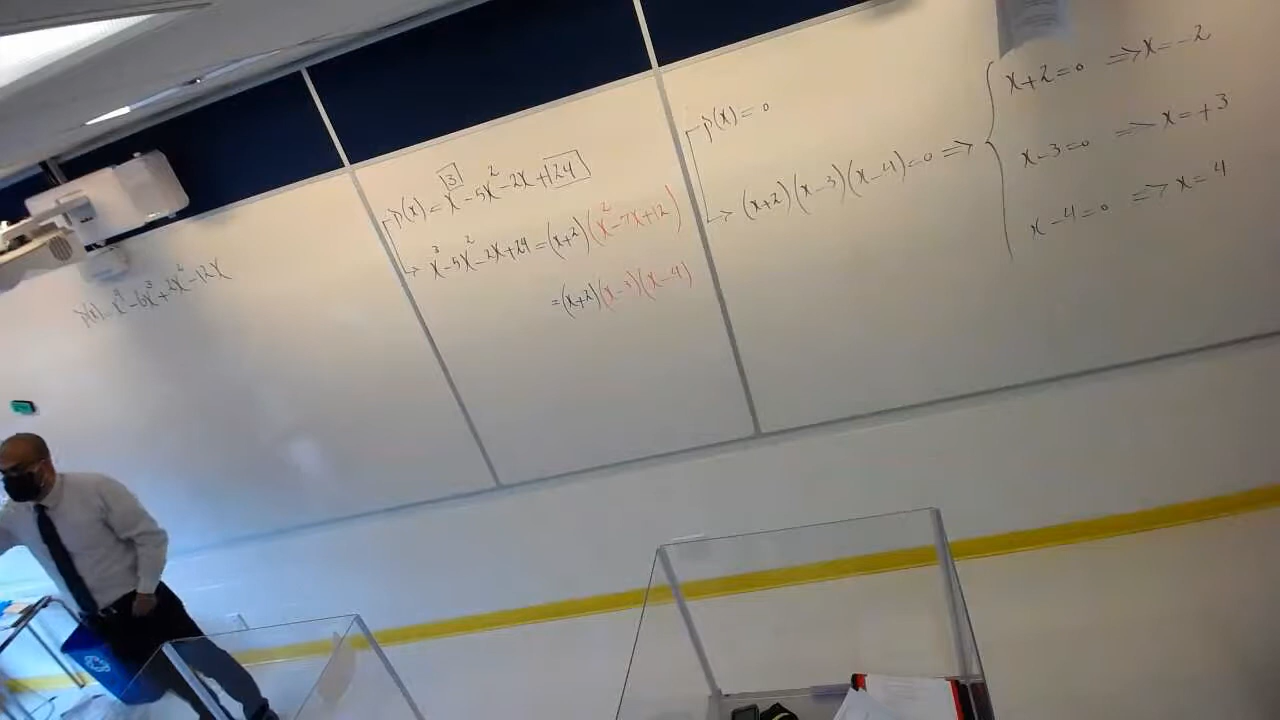 p(x) = x⁴-6x³+2x²-12x
p(x) = x³-5x²-2x+24
x³-5x²-2x+24 = (x+2)(x²-7x+12)
= (x+2)(x-3)(x-4)
p(x) = 0
→ (x+2)(x-3)(x-4)=0 ⇒
x+2=0 ⇒ x=-2
x-3=0 ⇒ x=+3
x-4=0 ⇒ x=4